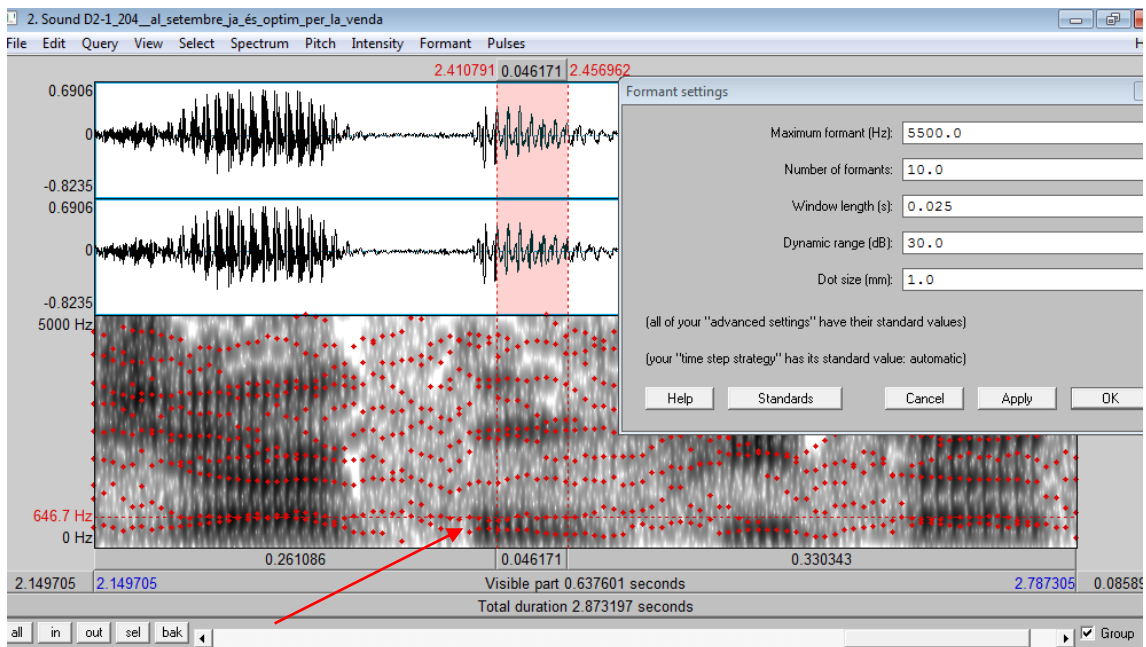 2. Sound D2-1_204__al_setembre_ja_és_optim_per_la_venda
File Edit Query View Select Spectrum Pitch Intensity Formant Pulses H
2.410791 0.046171 2.456962
0.6906
0
-0.8235
0.6906
0
-0.8235
5000 Hz
646.7 Hz
0 Hz
Formant settings
Maximum formant (Hz): 5500.0
Number of formants: 10.0
Window length (s): 0.025
Dynamic range (dB): 30.0
Dot size (mm): 1.0
(all of your "advanced settings" have their standard values)
(your "time step strategy" has its standard value: automatic)
Help Standards Cancel Apply OK
0.261086 0.046171 0.330343
2.149705 2.149705 Visible part 0.637601 seconds 2.787305 0.08589
Total duration 2.873197 seconds
all in out sel bak Group